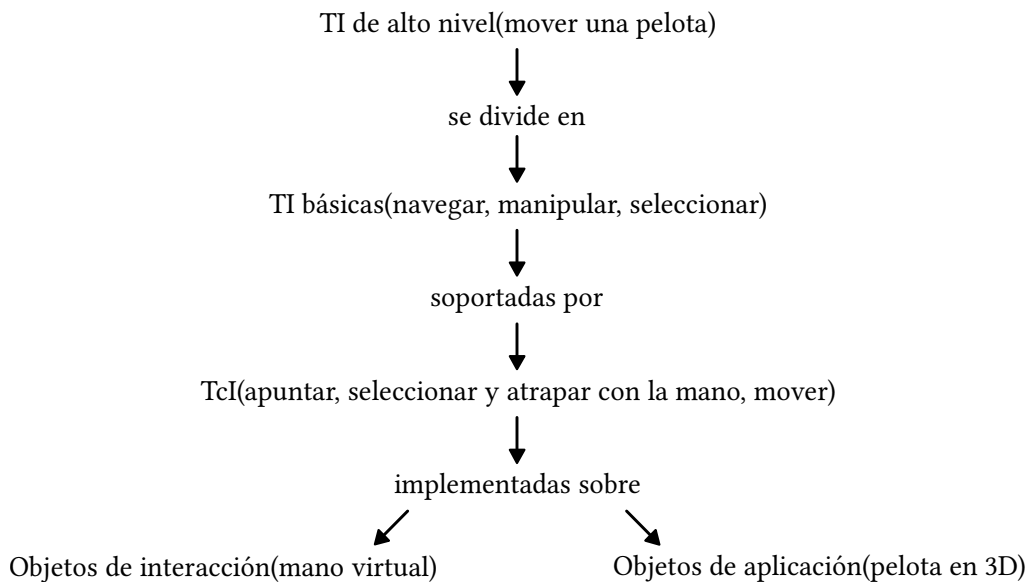 TI de alto nivel(mover una pelota)
se divide en
TI básicas(navegar, manipular, seleccionar)
soportadas por
TcI(apuntar, seleccionar y atrapar con la mano, mover)
implementadas sobre
Objetos de interacción(mano virtual)
Objetos de aplicación(pelota en 3D)